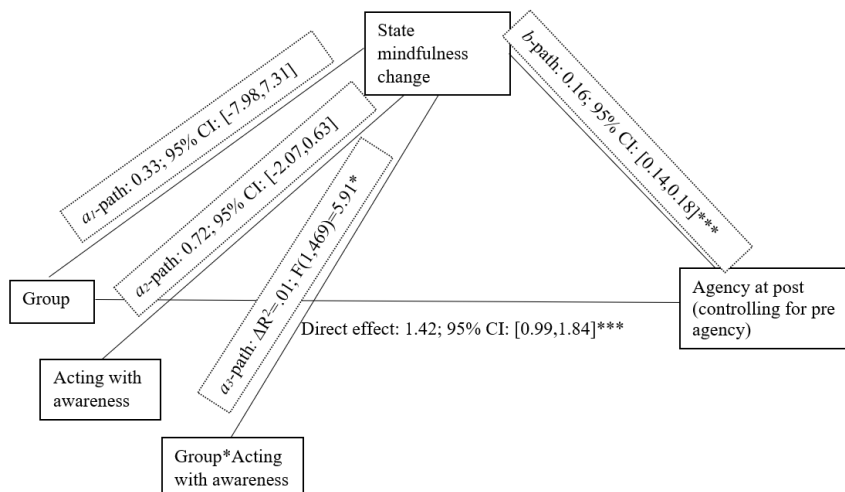 State
mindfulness
change
a1-path: 0.33; 95% CI: [-7.98,7.31]
a2-path: 0.72; 95% CI: [-2.07,0.63]
a3-path: ΔR²=.01; F(1,469)=5.91*
b-path: 0.16; 95% CI: [0.14,0.18]***
Group
Agency at post
(controlling for pre
agency)
Direct effect: 1.42; 95% CI: [0.99,1.84]***
Acting with
awareness
Group*Acting
with awareness